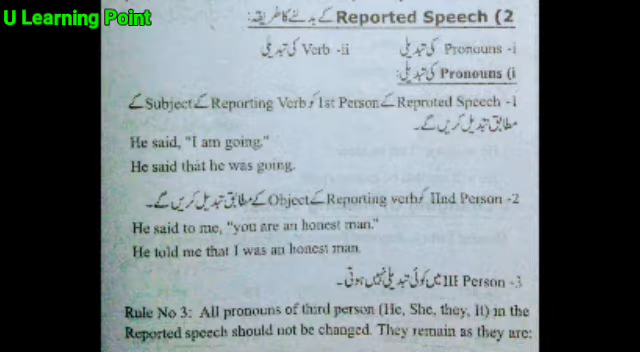 U Learning Point
2) Reported Speech کے بدلنے کا طریقہ:
i- Pronouns کی تبدیلی ii- Verb کی تبدیلی
i) Pronouns کی تبدیلی:
1- Reproted Speech کے 1st Person کو Reporting Verb کے Subject کے
مطابق تبدیل کریں گے۔
He said, "I am going."
He said that he was going.
2- IInd Person کو Reporting verb کے Object کے مطابق تبدیل کریں گے۔
He said to me, "you are an honest man."
He told me that I was an honest man.
3- III Person میں کوئی تبدیلی نہیں ہوتی۔
Rule No 3: All pronouns of third person (He, She, they, It) in the
Reported speech should not be changed. They remain as they are: